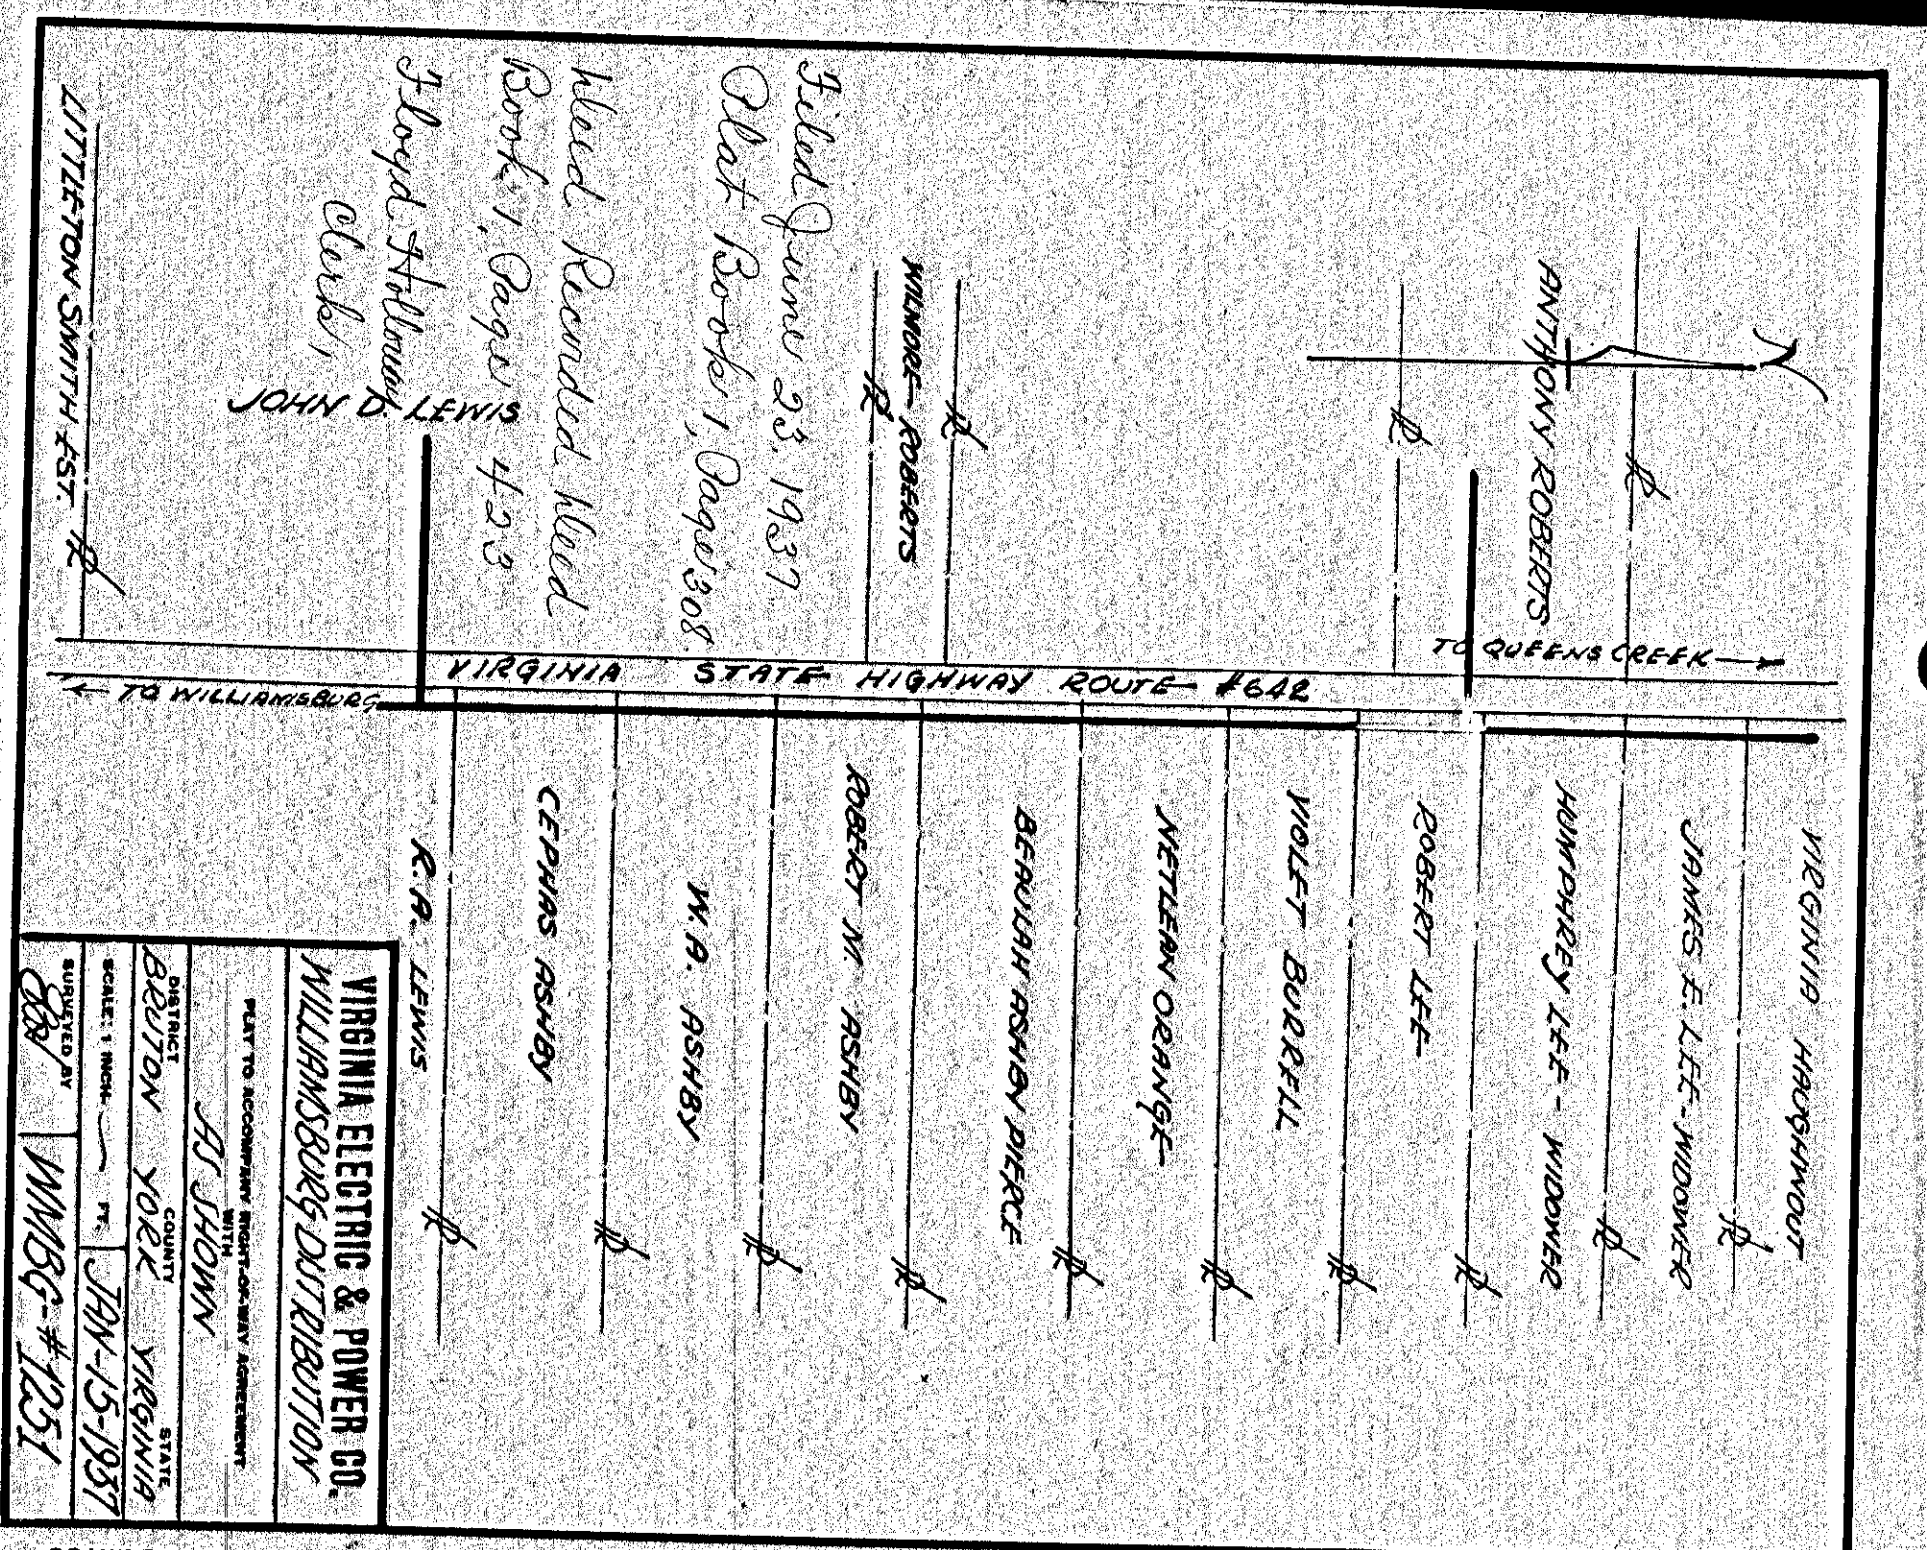 Filed June 23, 1937
Plat Book 1, Page 308
Deed Recorded Deed
Book 1, Page 423
Floyd Holloway
Clerk,
ANTHONY ROBERTS
WILMORE ROBERTS
JOHN D. LEWIS
LITTLETON SMITH EST.
TO QUEENS CREEK
VIRGINIA STATE HIGHWAY ROUTE #642
TO WILLIAMSBURG
VIRGINIA HAUGHWOUT
JAMES E. LEE - WIDOWER
HUMPHREY LEE - WIDOWER
ROBERT LEE
VIOLET BURRELL
NETLEAN ORANGE
BEAULAH ASHBY PIERCE
ROBERT N. ASHBY
W.A. ASHBY
CEPHAS ASHBY
R.A. LEWIS
VIRGINIA ELECTRIC & POWER CO.
WILLIAMSBURG DISTRIBUTION
PLAT TO ACCOMPANY RIGHT-OF-WAY AGREEMENT
WITH
AS SHOWN
DISTRICT COUNTY STATE
BRUTON YORK VIRGINIA
SCALE: 1 INCH= FT. JAN-15-1937
SURVEYED BY
WMBG-#1251